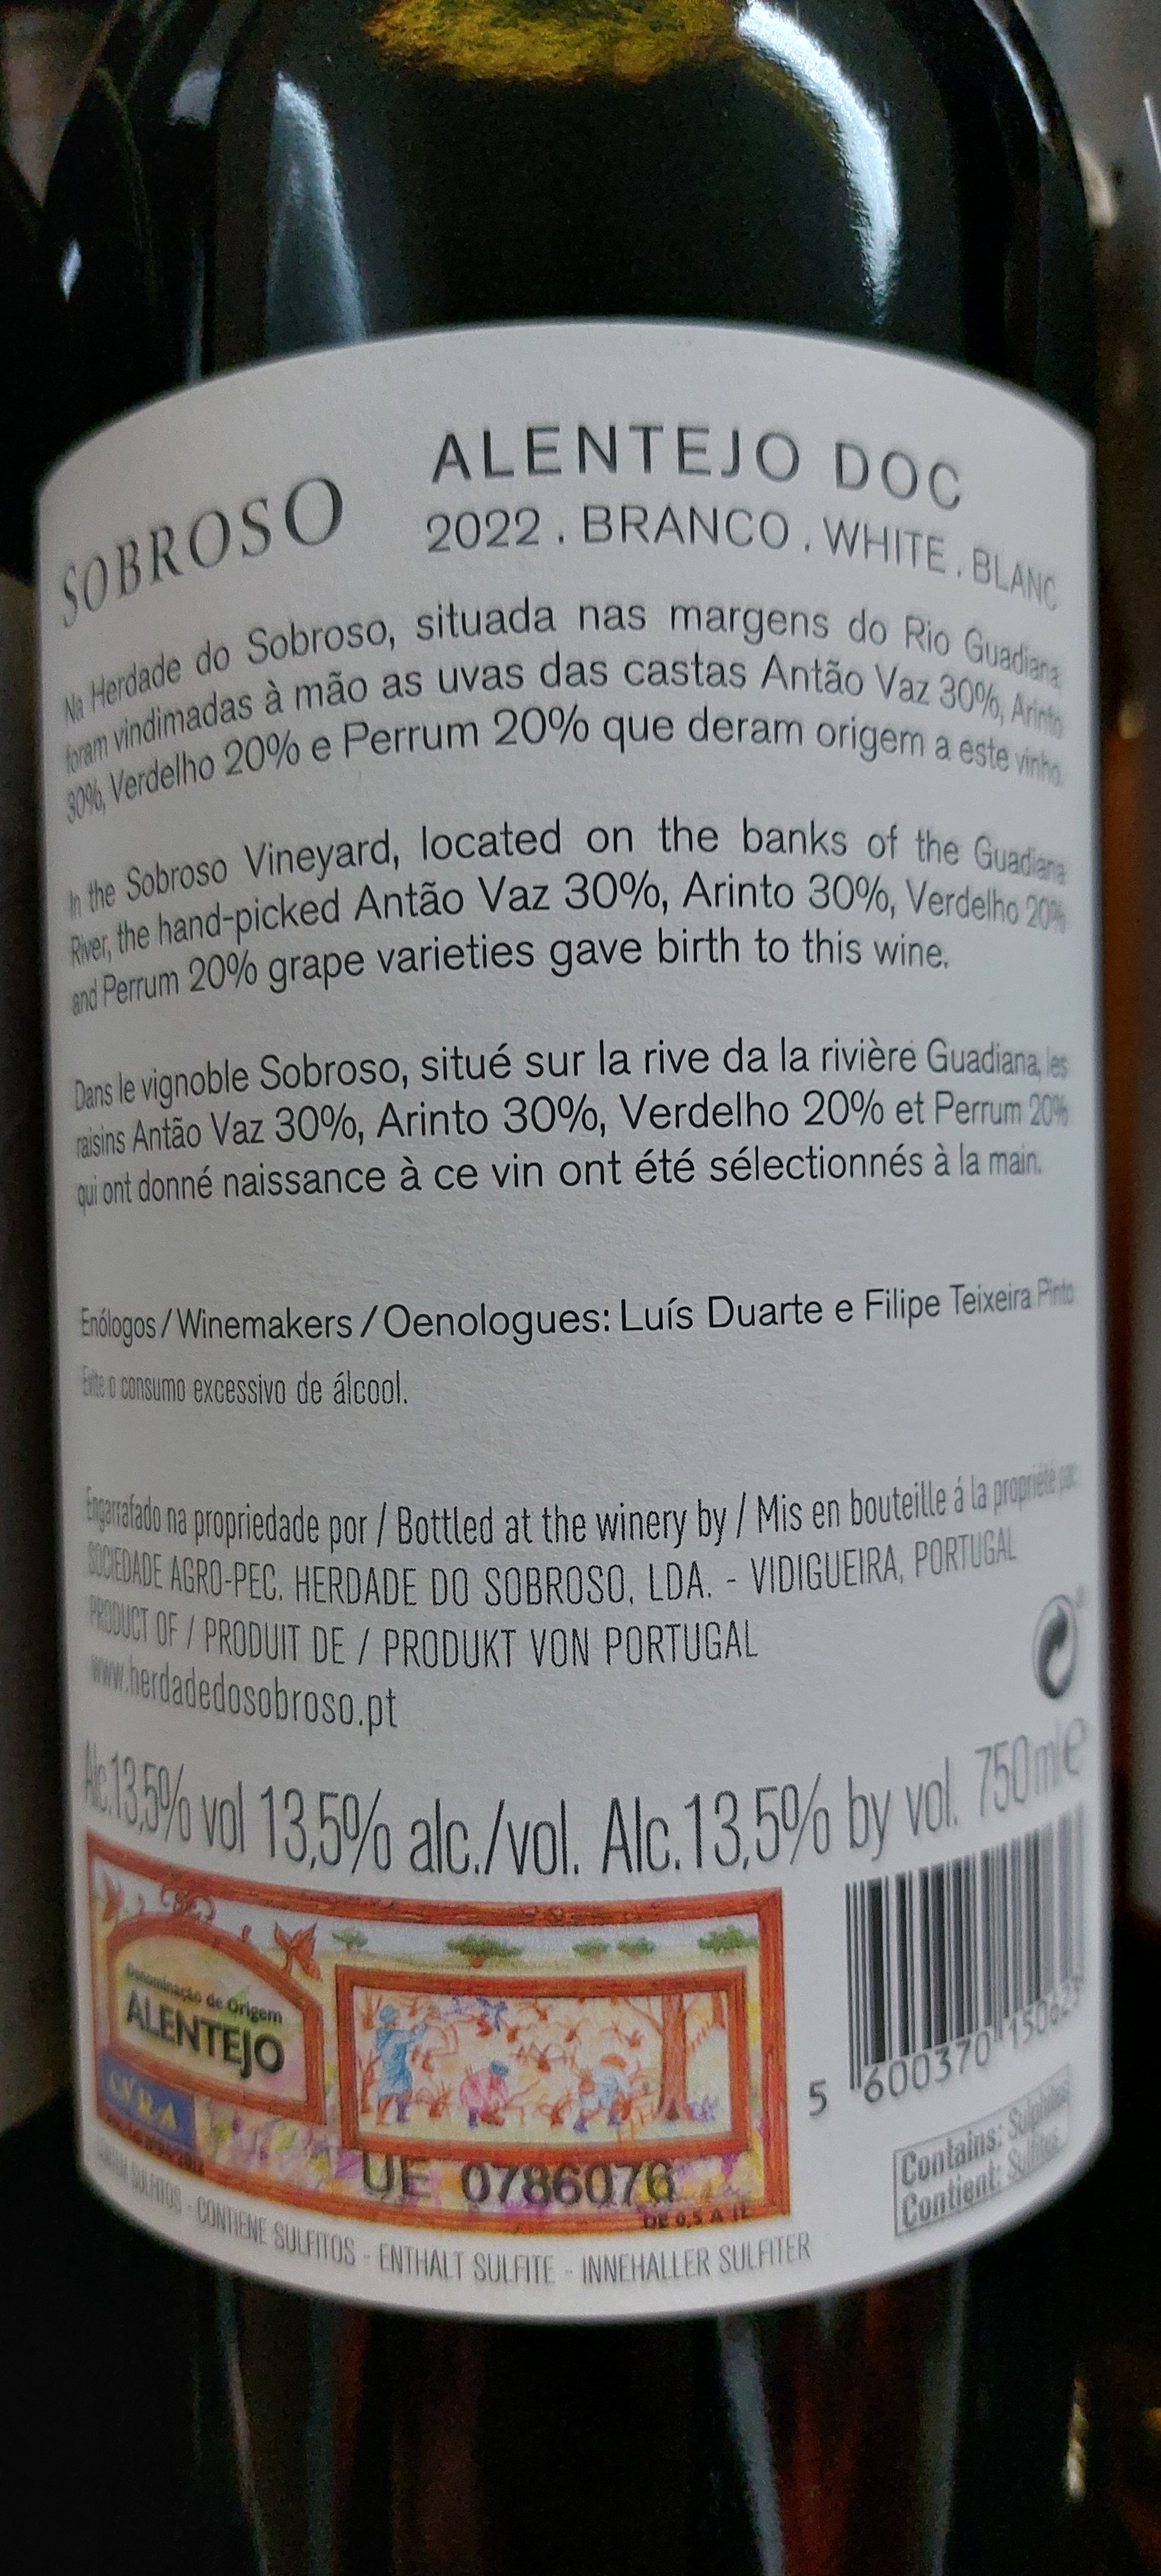 SOBROSO
ALENTEJO DOC
2022 . BRANCO . WHITE . BLANC
Na Herdade do Sobroso, situada nas margens do Rio Guadiana
foram vindimadas à mão as uvas das castas Antão Vaz 30%, Arinto
30%, Verdelho 20% e Perrum 20% que deram origem a este vinho.
In the Sobroso Vineyard, located on the banks of the Guadiana
River, the hand-picked Antão Vaz 30%, Arinto 30%, Verdelho 20%
and Perrum 20% grape varieties gave birth to this wine.
Dans le vignoble Sobroso, situé sur la rive da la rivière Guadiana, les
raisins Antão Vaz 30%, Arinto 30%, Verdelho 20% et Perrum 20%
qui ont donné naissance à ce vin ont été sélectionnés à la main.
Enólogos / Winemakers / Oenologues: Luís Duarte e Filipe Teixeira Pinto
Evite o consumo excessivo de álcool.
Engarrafado na propriedade por / Bottled at the winery by / Mis en bouteille á la propriété par:
SOCIEDADE AGRO-PEC. HERDADE DO SOBROSO, LDA. - VIDIGUEIRA, PORTUGAL
PRODUCT OF / PRODUIT DE / PRODUKT VON PORTUGAL
www.herdadedosobroso.pt
Alc.13,5% vol 13,5% alc./vol. Alc.13,5% by vol. 750ml e
Denominação de Origem
ALENTEJO
CVRA
UE 0786076
DE 0,5 A 1L
5 600370 150623
Contains: Sulphites
Contient: Sulfites
SULFITOS - CONTIENE SULFITOS - ENTHALT SULFITE - INNEHALLER SULFITER